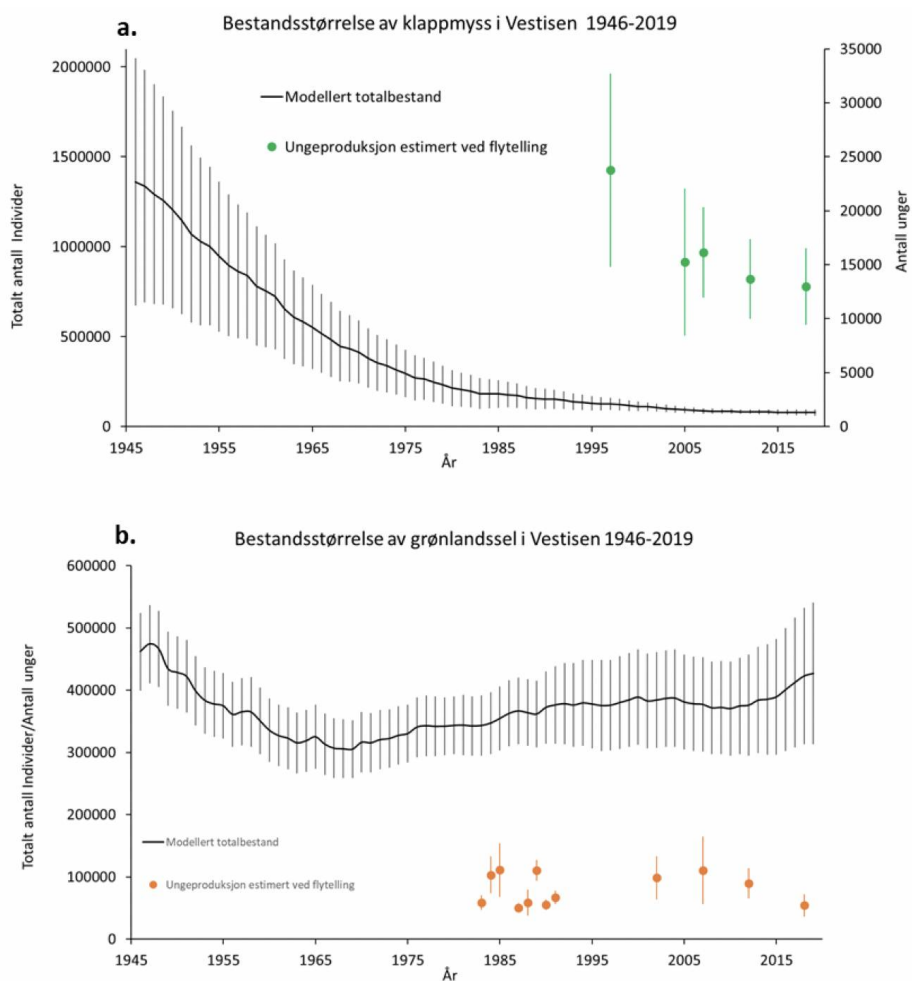 a.
Bestandsstørrelse av klappmyss i Vestisen 1946-2019
2000000
1500000
1000000
500000
0
Totalt antall Individer
35000
30000
25000
20000
15000
10000
5000
0
Antall unger
Modellert totalbestand
Ungeproduksjon estimert ved flytelling
1945 1955 1965 1975 1985 1995 2005 2015
År
b.
Bestandsstørrelse av grønlandssel i Vestisen 1946-2019
600000
500000
400000
300000
200000
100000
0
Totalt antall Individer/Antall unger
Modellert totalbestand
Ungeproduksjon estimert ved flytelling
1945 1955 1965 1975 1985 1995 2005 2015
År